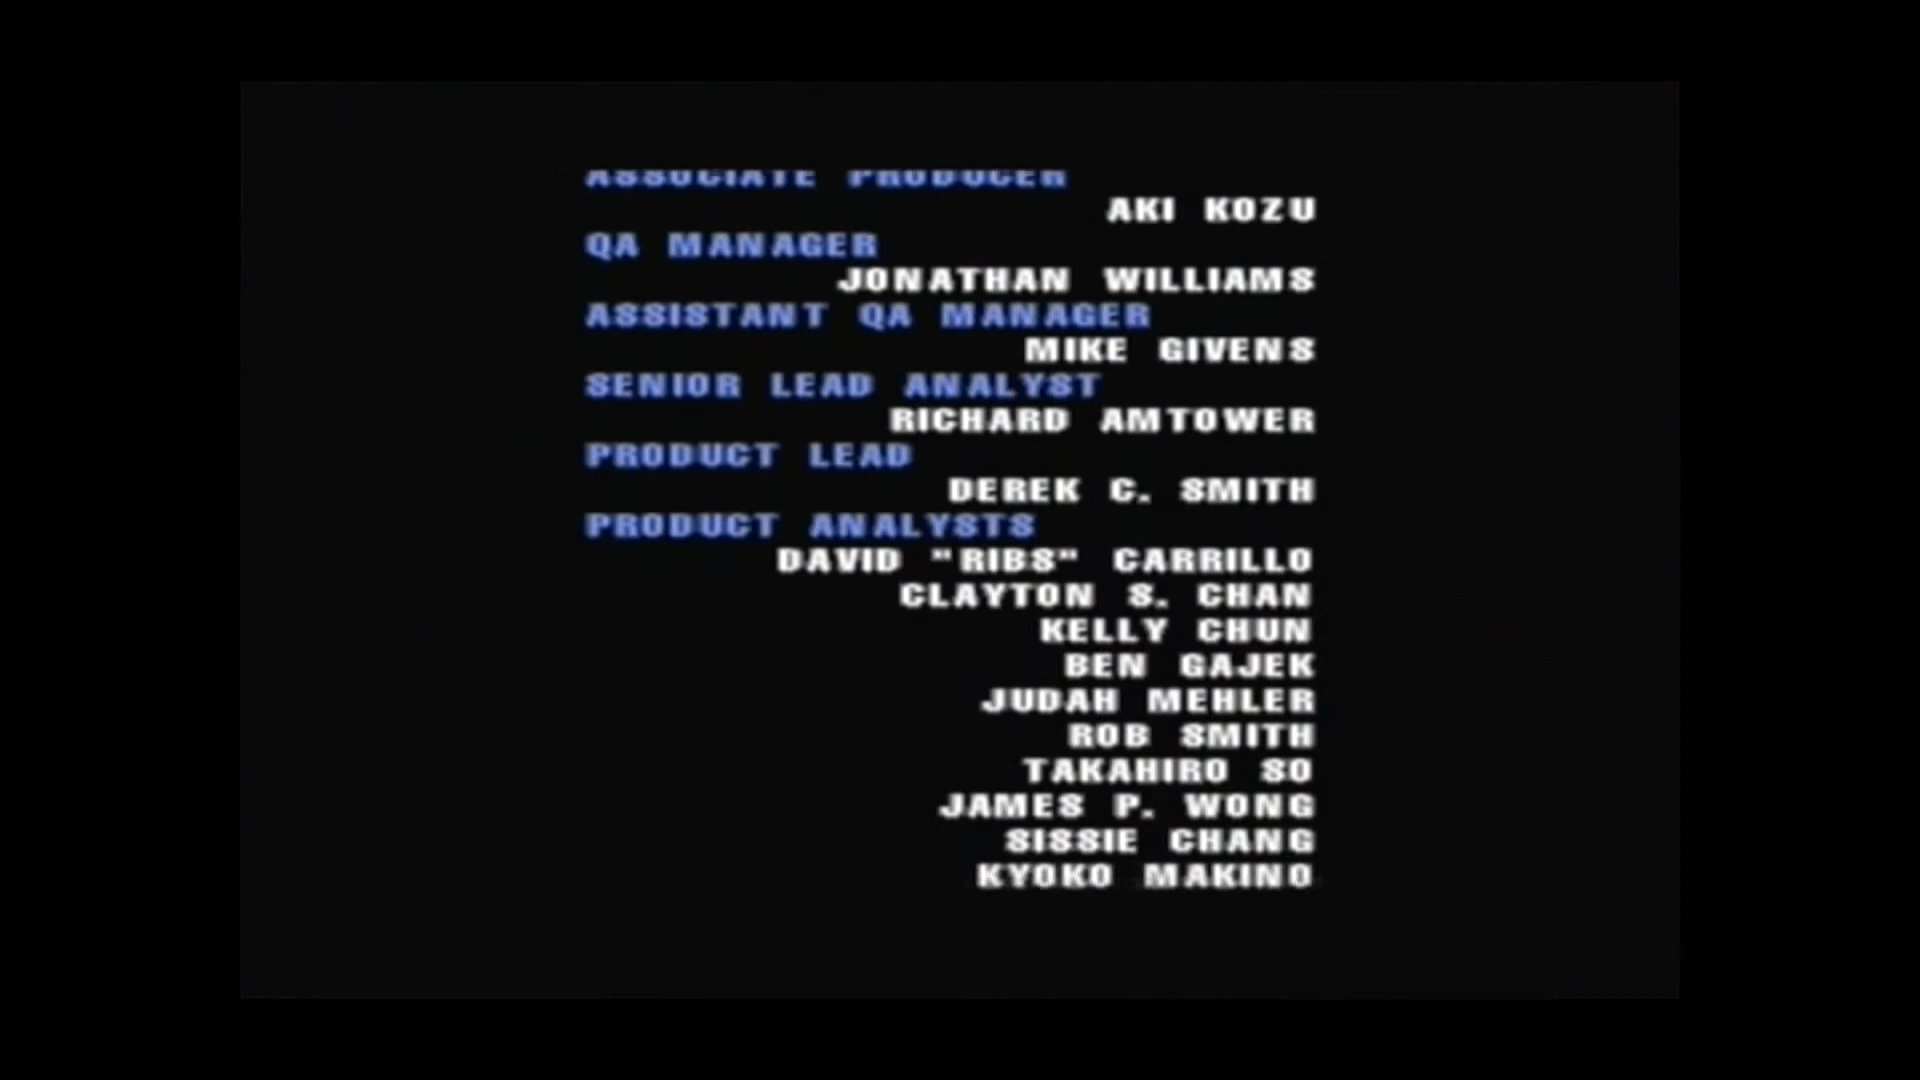 ASSOCIATE PRODUCER
AKI KOZU
QA MANAGER
JONATHAN WILLIAMS
ASSISTANT QA MANAGER
MIKE GIVENS
SENIOR LEAD ANALYST
RICHARD AMTOWER
PRODUCT LEAD
DEREK C. SMITH
PRODUCT ANALYSTS
DAVID "RIBS" CARRILLO
CLAYTON S. CHAN
KELLY CHUN
BEN GAJEK
JUDAH MEHLER
ROB SMITH
TAKAHIRO SO
JAMES P. WONG
SISSIE CHANG
KYOKO MAKINO